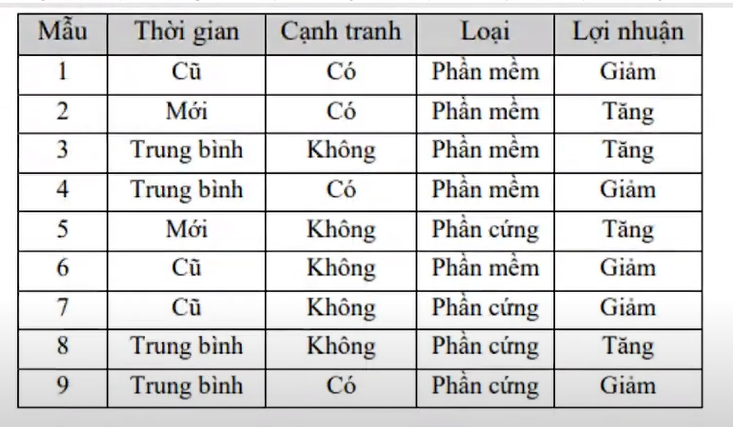 Mẫu Thời gian Cạnh tranh Loại Lợi nhuận
1 Cũ Có Phần mềm Giảm
2 Mới Có Phần mềm Tăng
3 Trung bình Không Phần mềm Tăng
4 Trung bình Có Phần mềm Giảm
5 Mới Không Phần cứng Tăng
6 Cũ Không Phần mềm Giảm
7 Cũ Không Phần cứng Giảm
8 Trung bình Không Phần cứng Tăng
9 Trung bình Có Phần cứng Giảm